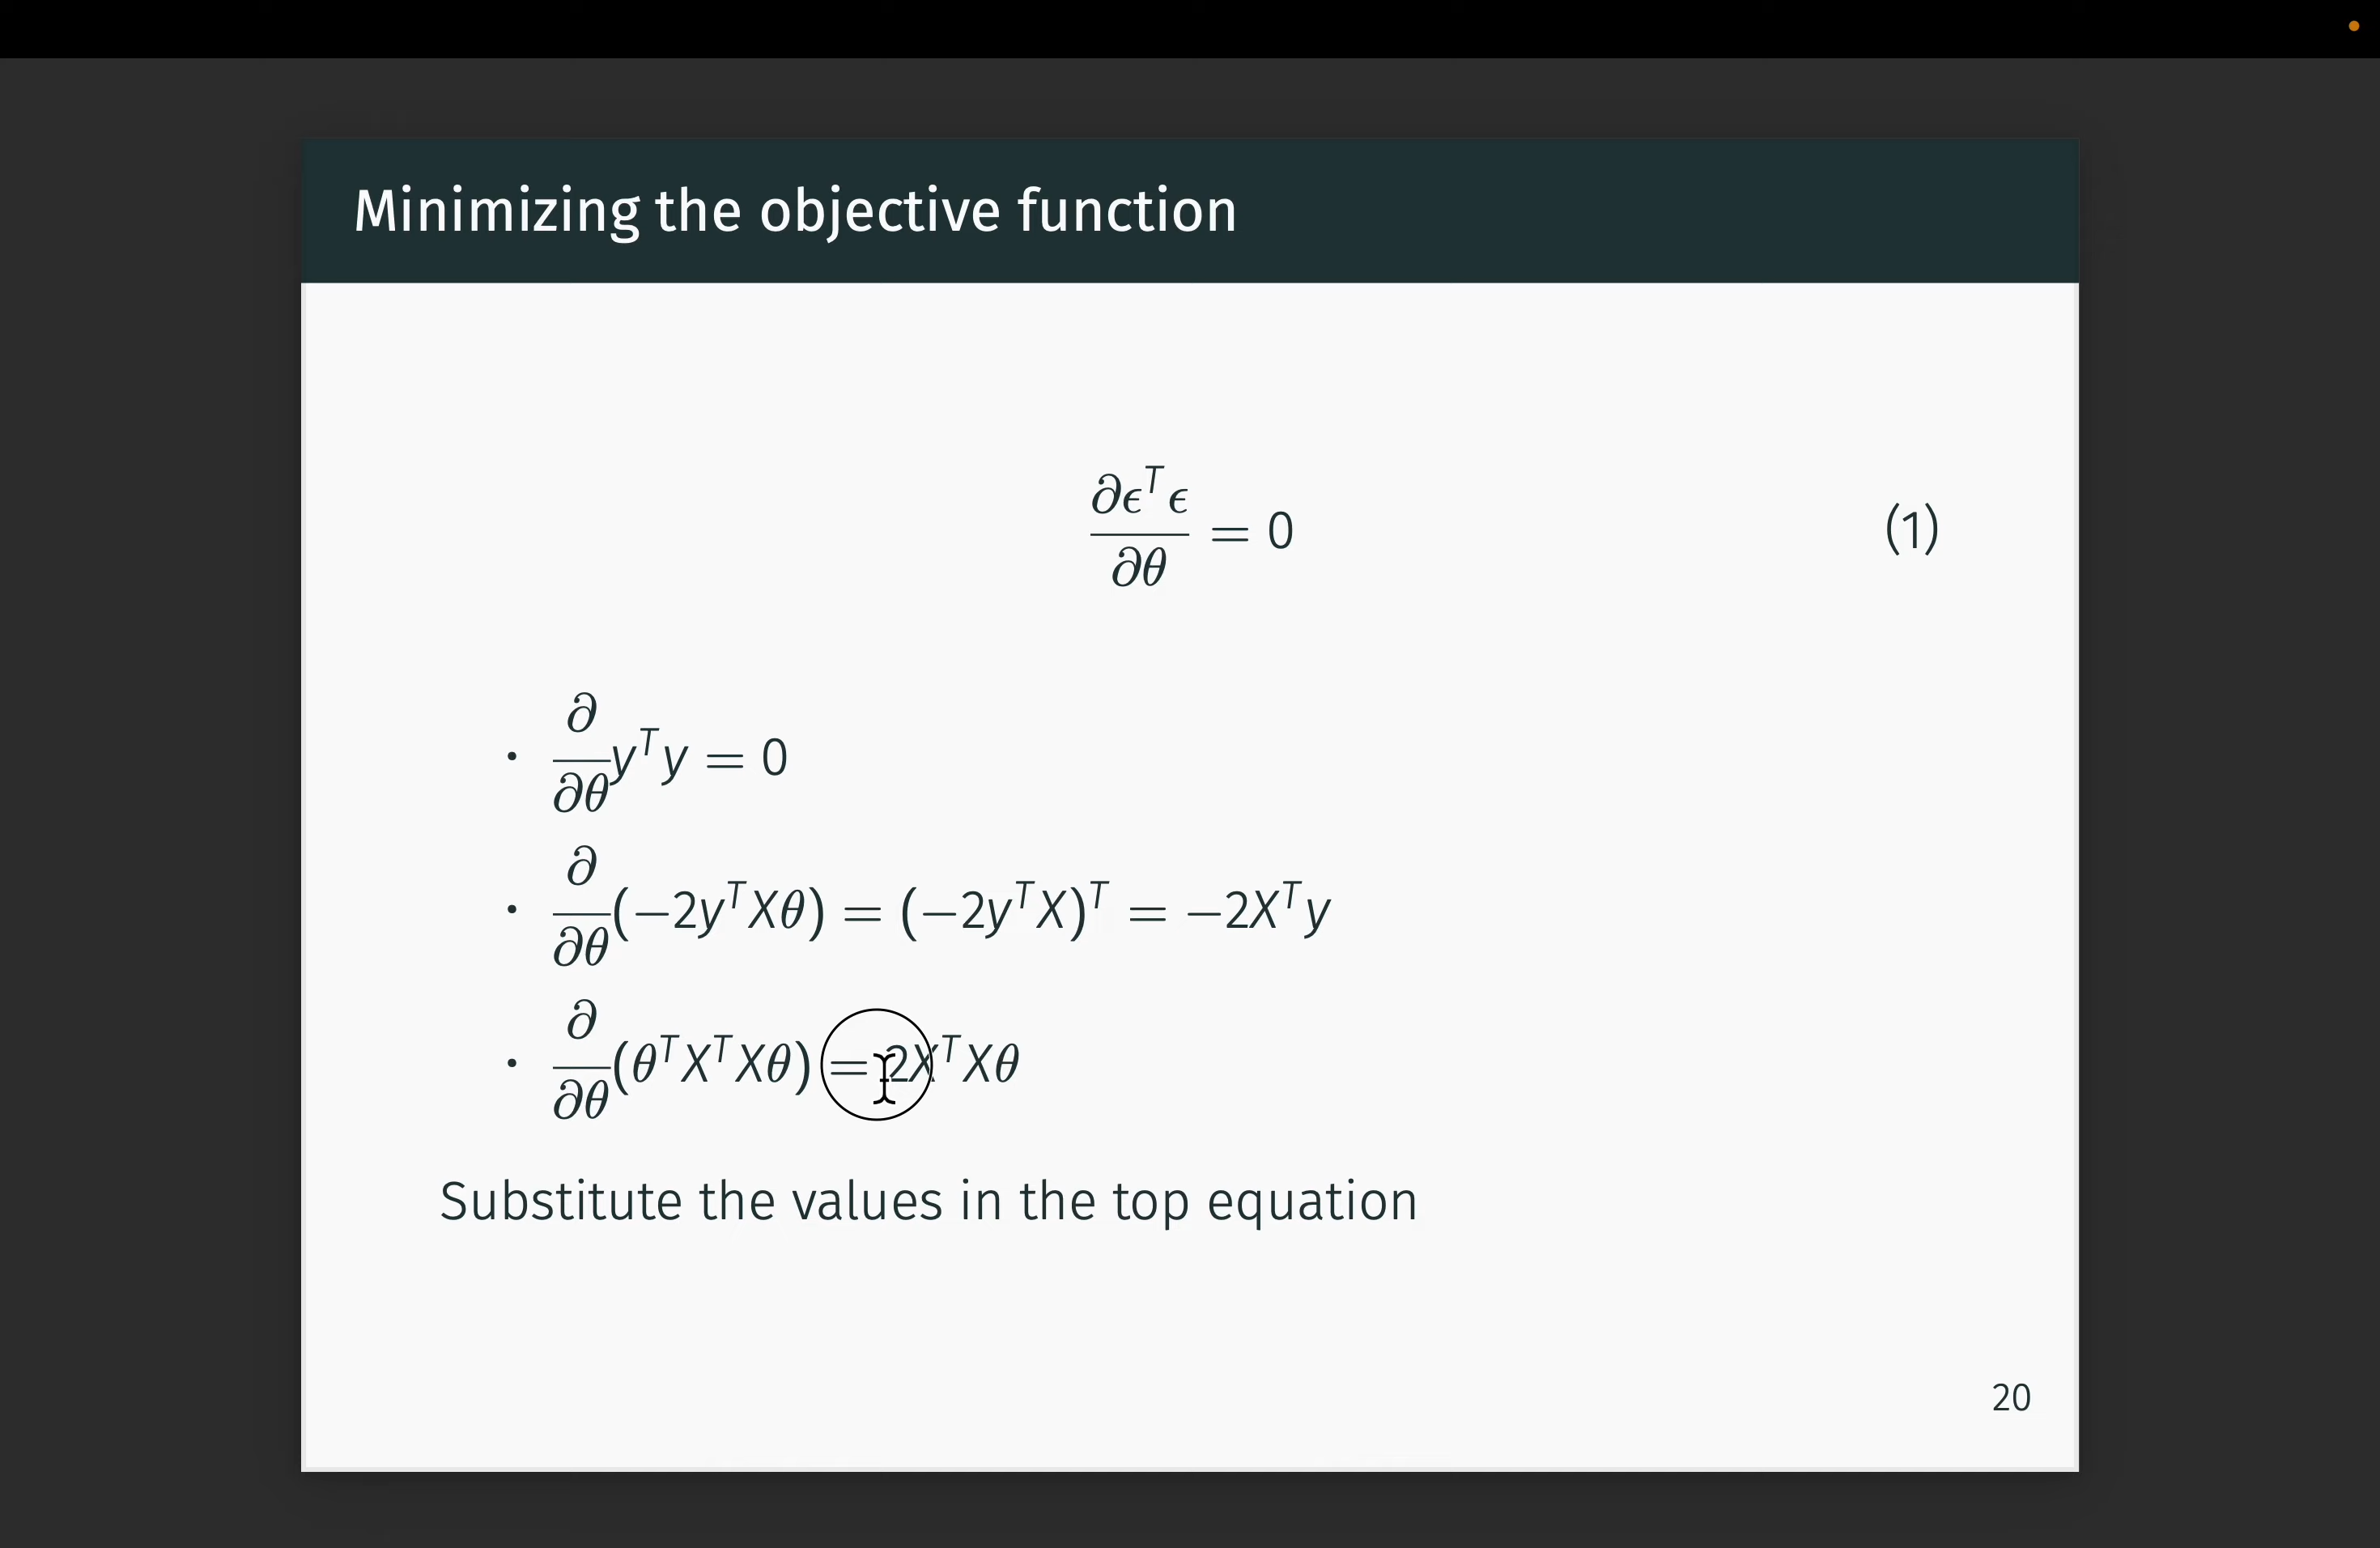 Minimizing the objective function
∂ϵᵀϵ/∂θ = 0 (1)
• ∂/∂θ yᵀy = 0
• ∂/∂θ (−2yᵀXθ) = (−2yᵀX)ᵀ = −2Xᵀy
• ∂/∂θ (θᵀXᵀXθ) = 2XᵀXθ
Substitute the values in the top equation
20